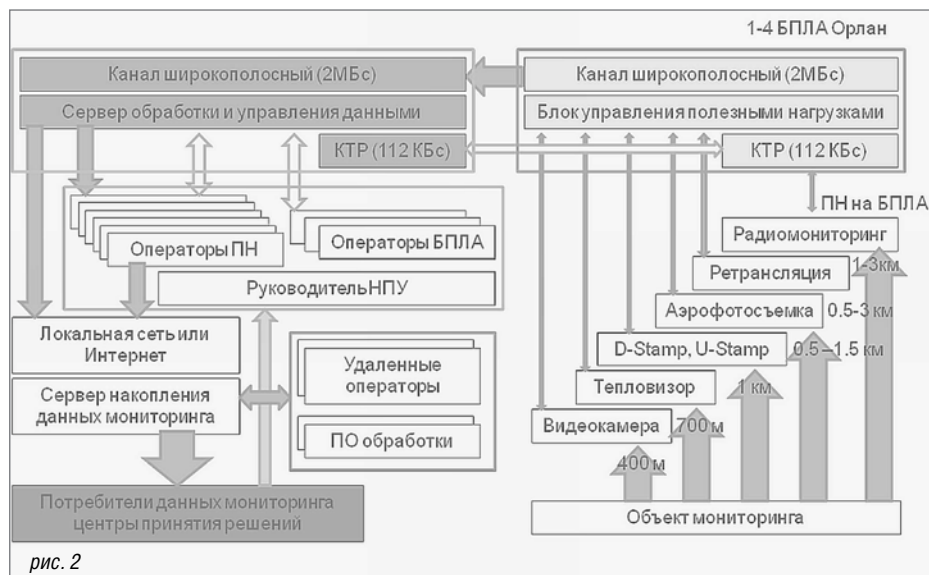 1-4 БПЛА Орлан
Канал широкополосный (2МБс)
Сервер обработки и управления данными
КТР (112 КБс)
Канал широкополосный (2МБс)
Блок управления полезными нагрузками
КТР (112 КБс)
ПН на БПЛА
Операторы ПН
Операторы БПЛА
Руководитель НПУ
Локальная сеть или
Интернет
Сервер накопления
данных мониторинга
Удаленные
операторы
ПО обработки
Потребители данных мониторинга
центры принятия решений
Радиомониторинг
Ретрансляция
1-3км
Аэрофотосъемка
0.5-3 км
D-Stamp, U-Stamp
0.5–1.5 км
Тепловизор
1 км
Видеокамера
700 м
400 м
Объект мониторинга
рис. 2